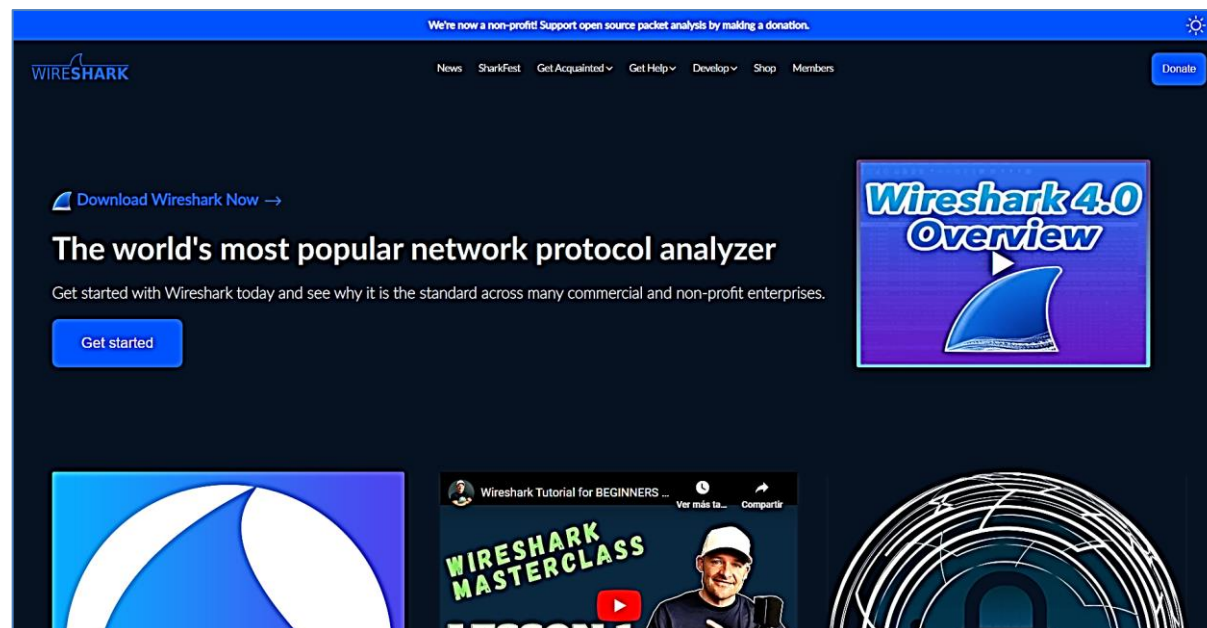 We're now a non-profit! Support open source packet analysis by making a donation.
WIRESHARK
News SharkFest Get Acquainted Get Help Develop Shop Members
Donate
Download Wireshark Now →
The world's most popular network protocol analyzer
Get started with Wireshark today and see why it is the standard across many commercial and non-profit enterprises.
Get started
Wireshark 4.0
Overview
Wireshark Tutorial for BEGINNERS ...
Ver más ta...
Compartir
WIRESHARK
MASTERCLASS
LESSON 1